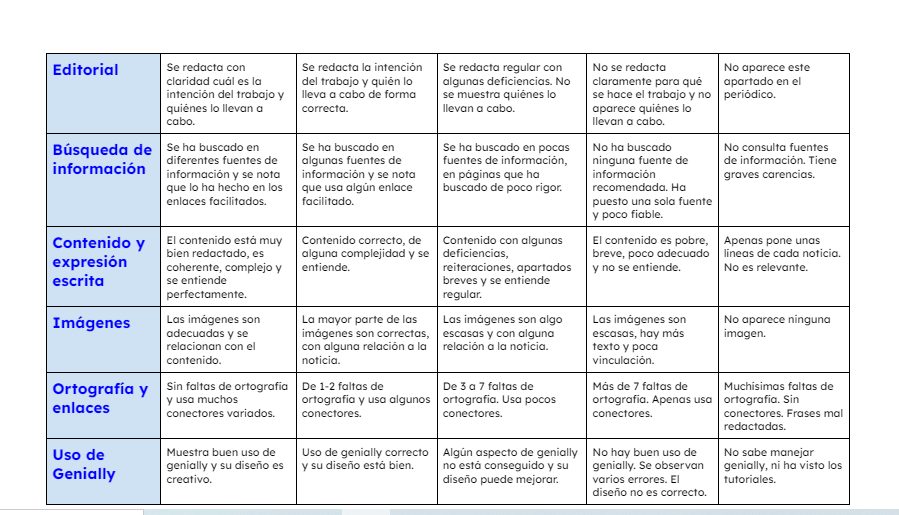 Editorial
Se redacta con
claridad cuál es la
intención del trabajo y
quiénes lo llevan a
cabo.
Se redacta la intención
del trabajo y quién lo
lleva a cabo de forma
correcta.
Se redacta regular con
algunas deficiencias. No
se muestra quiénes lo
llevan a cabo.
No se redacta
claramente para qué
se hace el trabajo y no
aparece quiénes lo
llevan a cabo.
No aparece este
apartado en el
periódico.
Búsqueda de
información
Se ha buscado en
diferentes fuentes de
información y se nota
que lo ha hecho en los
enlaces facilitados.
Se ha buscado en
algunas fuentes de
información y se nota
que usa algún enlace
facilitado.
Se ha buscado en pocas
fuentes de información,
en páginas que ha
buscado de poco rigor.
No ha buscado
ninguna fuente de
información
recomendada. Ha
puesto una sola fuente
y poco fiable.
No consulta fuentes
de información. Tiene
graves carencias.
Contenido y
expresión
escrita
El contenido está muy
bien redactado, es
coherente, complejo y
se entiende
perfectamente.
Contenido correcto, de
alguna complejidad y se
entiende.
Contenido con algunas
deficiencias,
reiteraciones, apartados
breves y se entiende
regular.
El contenido es pobre,
breve, poco adecuado
y no se entiende.
Apenas pone unas
líneas de cada noticia.
No es relevante.
Imágenes
Las imágenes son
adecuadas y se
relacionan con el
contenido.
La mayor parte de las
imágenes son correctas,
con alguna relación a la
noticia.
Las imágenes son algo
escasas y con alguna
relación a la noticia.
Las imágenes son
escasas, hay más
texto y poca
vinculación.
No aparece ninguna
imagen.
Ortografía y
enlaces
Sin faltas de ortografía
y usa muchos
conectores variados.
De 1-2 faltas de
ortografía y usa algunos
conectores.
De 3 a 7 faltas de
ortografía. Usa pocos
conectores.
Más de 7 faltas de
ortografía. Apenas usa
conectores.
Muchísimas faltas de
ortografía. Sin
conectores. Frases mal
redactadas.
Uso de
Genially
Muestra buen uso de
genially y su diseño es
creativo.
Uso de genially correcto
y su diseño está bien.
Algún aspecto de genially
no está conseguido y su
diseño puede mejorar.
No hay buen uso de
genially. Se observan
varios errores. El
diseño no es correcto.
No sabe manejar
genially, ni ha visto los
tutoriales.